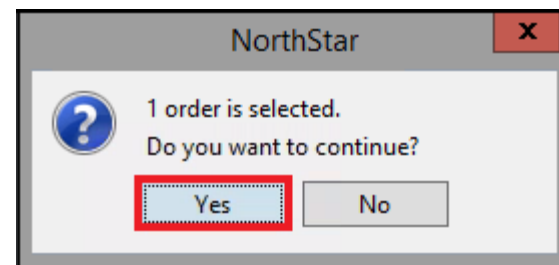 NorthStar
x
1 order is selected.
Do you want to continue?
Yes No